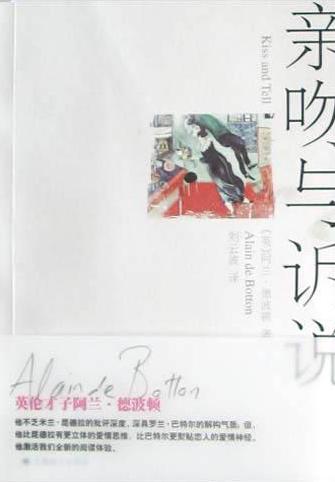 亲吻与诉说
Kiss and Tell
〔英〕阿兰·德波顿 著
Alain de Botton
刘云波 译
Alain de Botton
英伦才子阿兰·德波顿
他不乏米兰·昆德拉的批评深度，深具罗兰·巴特尔的解构气质；但，
他比昆德拉有更立体的爱情思维，比巴特尔更熨贴恋人的爱情神经。
他激活我们全新的阅读体验。